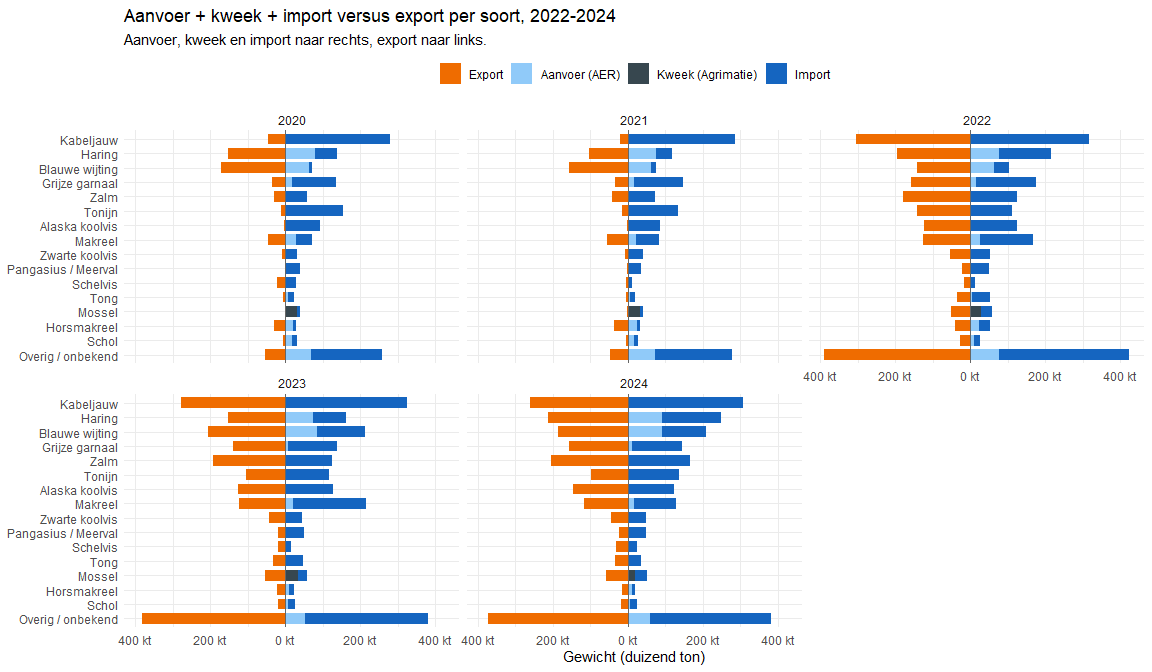 Aanvoer + kweek + import versus export per soort, 2022-2024
Aanvoer, kweek en import naar rechts, export naar links.
Export Aanvoer (AER) Kweek (Agrimatie) Import
2020 2021 2022
Kabeljauw
Haring
Blauwe wijting
Grijze garnaal
Zalm
Tonijn
Alaska koolvis
Makreel
Zwarte koolvis
Pangasius / Meerval
Schelvis
Tong
Mossel
Horsmakreel
Schol
Overig / onbekend
400 kt 200 kt 0 kt 200 kt 400 kt
2023 2024
Kabeljauw
Haring
Blauwe wijting
Grijze garnaal
Zalm
Tonijn
Alaska koolvis
Makreel
Zwarte koolvis
Pangasius / Meerval
Schelvis
Tong
Mossel
Horsmakreel
Schol
Overig / onbekend
400 kt 200 kt 0 kt 200 kt 400 kt 400 kt 200 kt 0 kt 200 kt 400 kt
Gewicht (duizend ton)